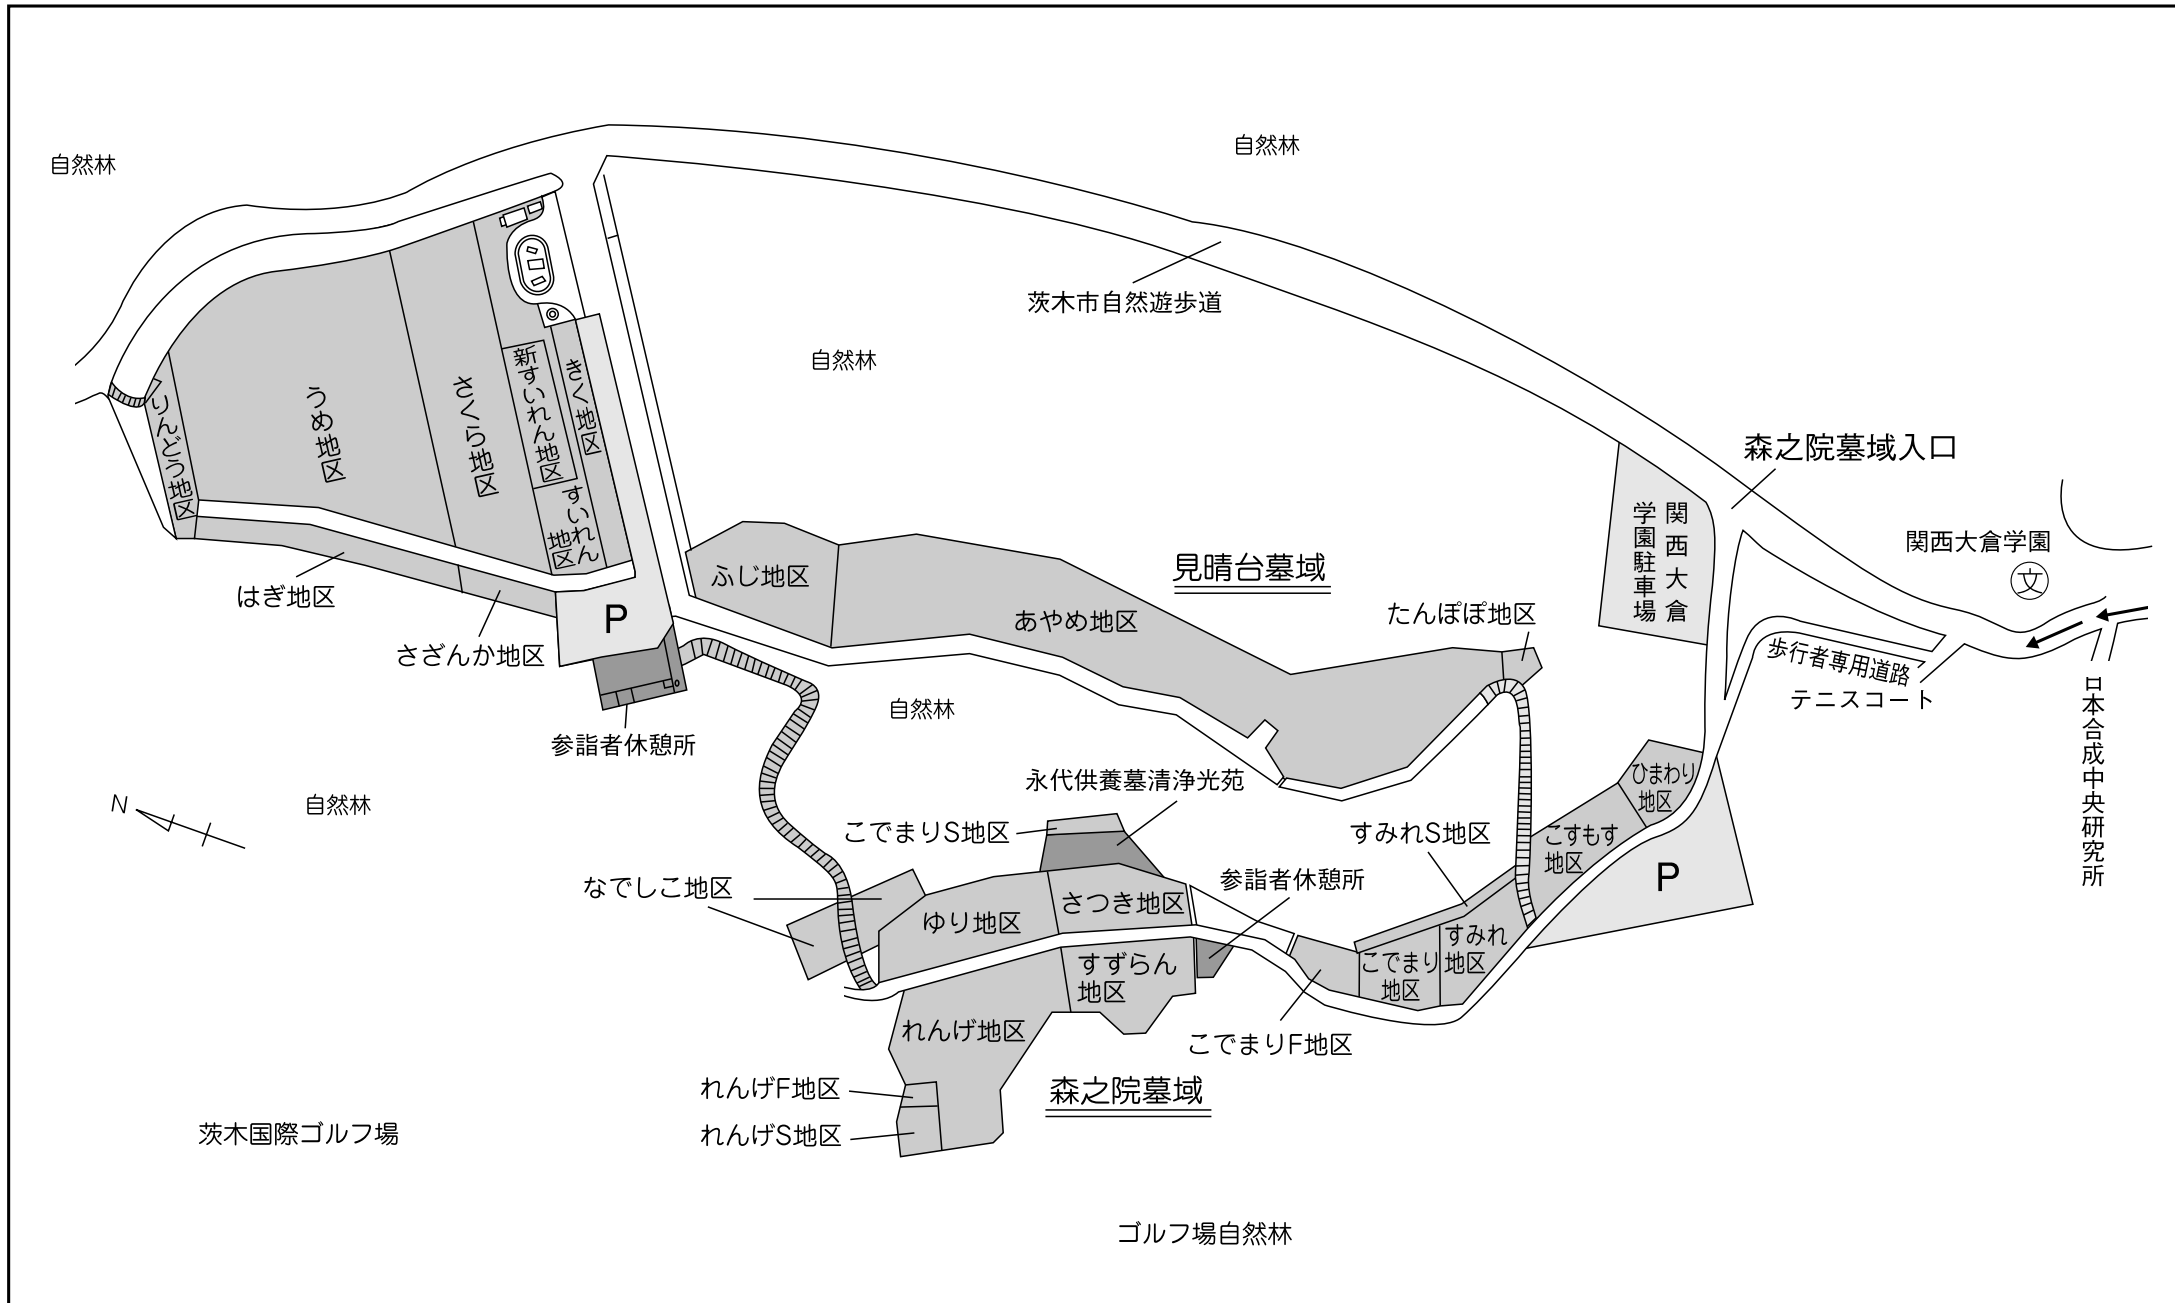 自然林
自然林
茨木市自然遊歩道
自然林
森之院墓域入口
関西大倉
学園駐車場
関西大倉学園
文
歩行者専用道路
テニスコート
日本合成中央研究所
りんどう地区
うめ地区
さくら地区
新すいれん地区
きく地区
すいれん
地区
はぎ地区
さざんか地区
P
参詣者休憩所
ふじ地区
あやめ地区
見晴台墓域
たんぽぽ地区
自然林
自然林
N
永代供養墓清浄光苑
こでまりS地区
なでしこ地区
ゆり地区
さつき地区
参詣者休憩所
すみれS地区
ひまわり
地区
こすもす
地区
P
すみれ
地区
こでまり
地区
こでまりF地区
すずらん
地区
れんげ地区
れんげF地区
れんげS地区
森之院墓域
茨木国際ゴルフ場
ゴルフ場自然林